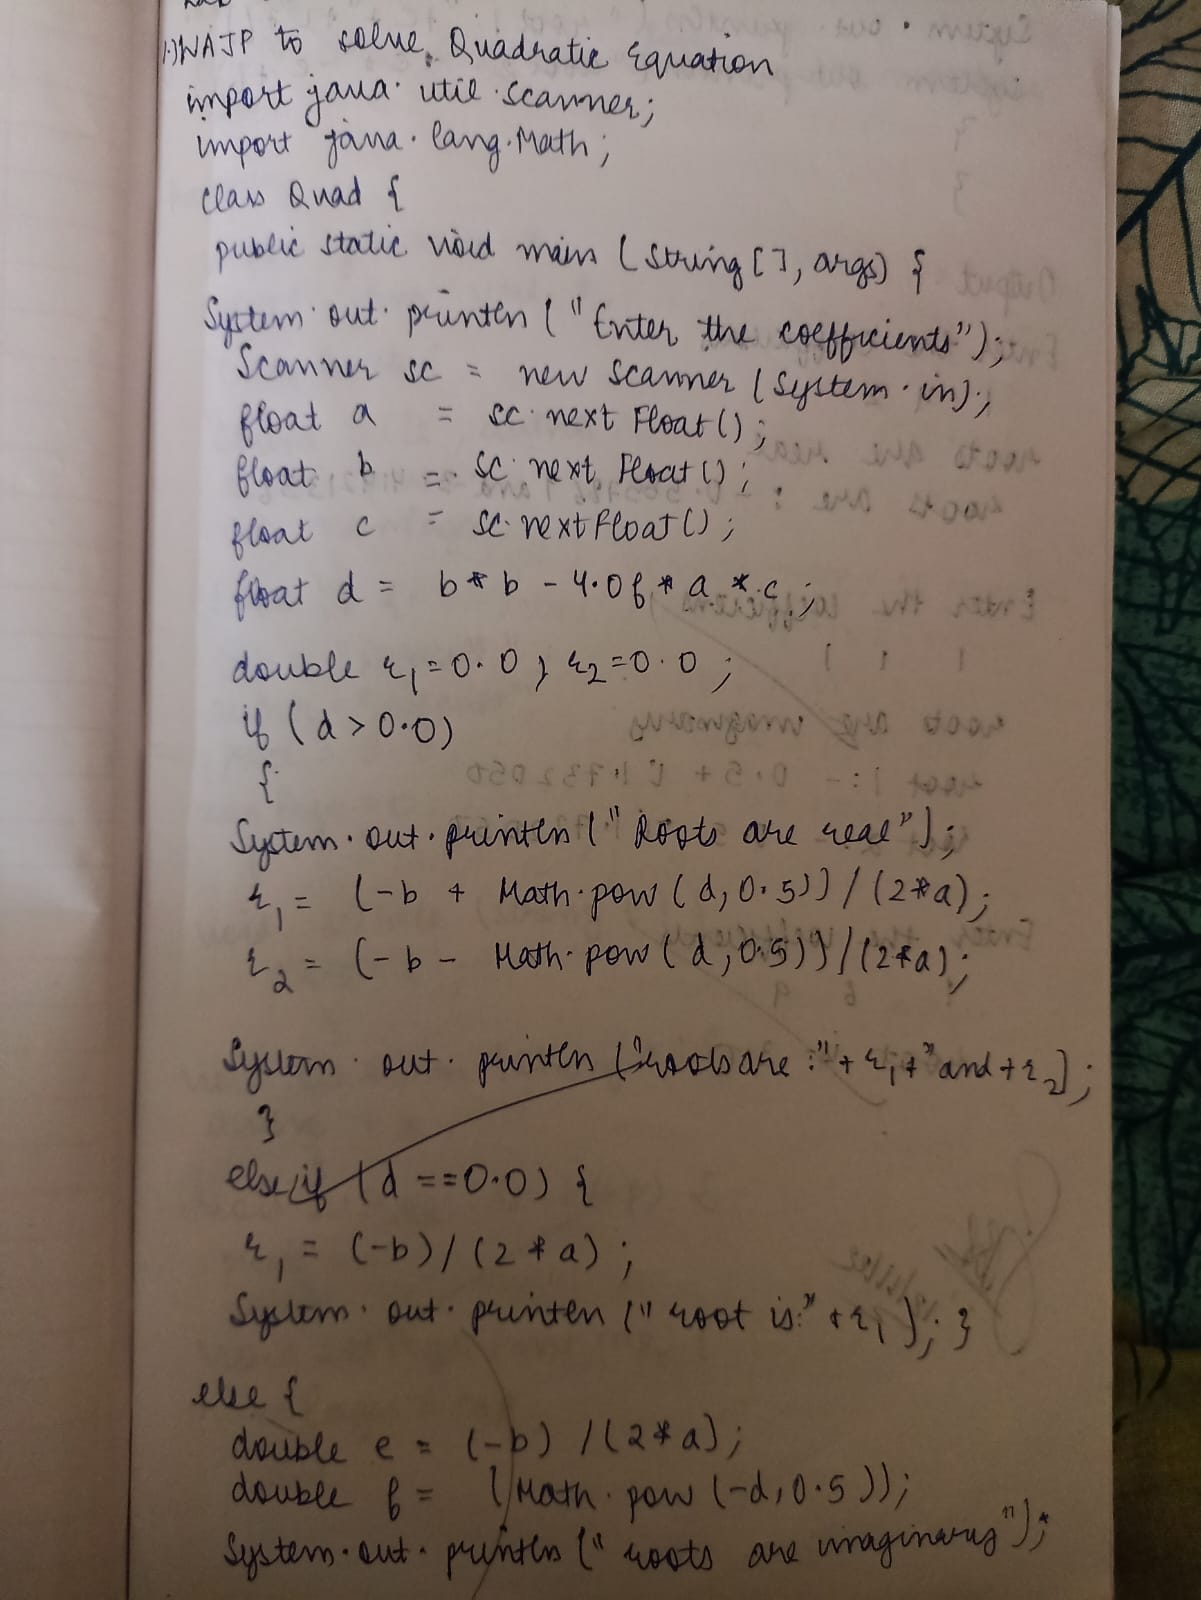 1.) WAJP to solve Quadratic Equation
import java.util.Scanner;
import java.lang.Math;
class Quad {
public static void main (String [], args) {
System.out.println ("Enter the coefficients");
Scanner sc = new Scanner (System.in);
float a = sc.next Float();
float b = sc.next Float();
float c = sc.nextFloat();
float d = b*b - 4.0f * a * c;
double r1=0.0, r2=0.0;
if (d>0.0)
{
System.out.println ("Roots are real");
r1 = (-b + Math.pow (d,0.5))/(2*a);
r2 = (-b - Math.pow (d,0.5))/(2*a);
System.out.println ("roots are :"+ r1+" and +r2);
}
else if (d ==0.0) {
r1 = (-b)/(2*a);
System.out.println (" root is:" +r1); }
else {
double e = (-b) /(2*a);
double f = (Math.pow (-d,0.5));
System.out.println (" roots are imaginary");